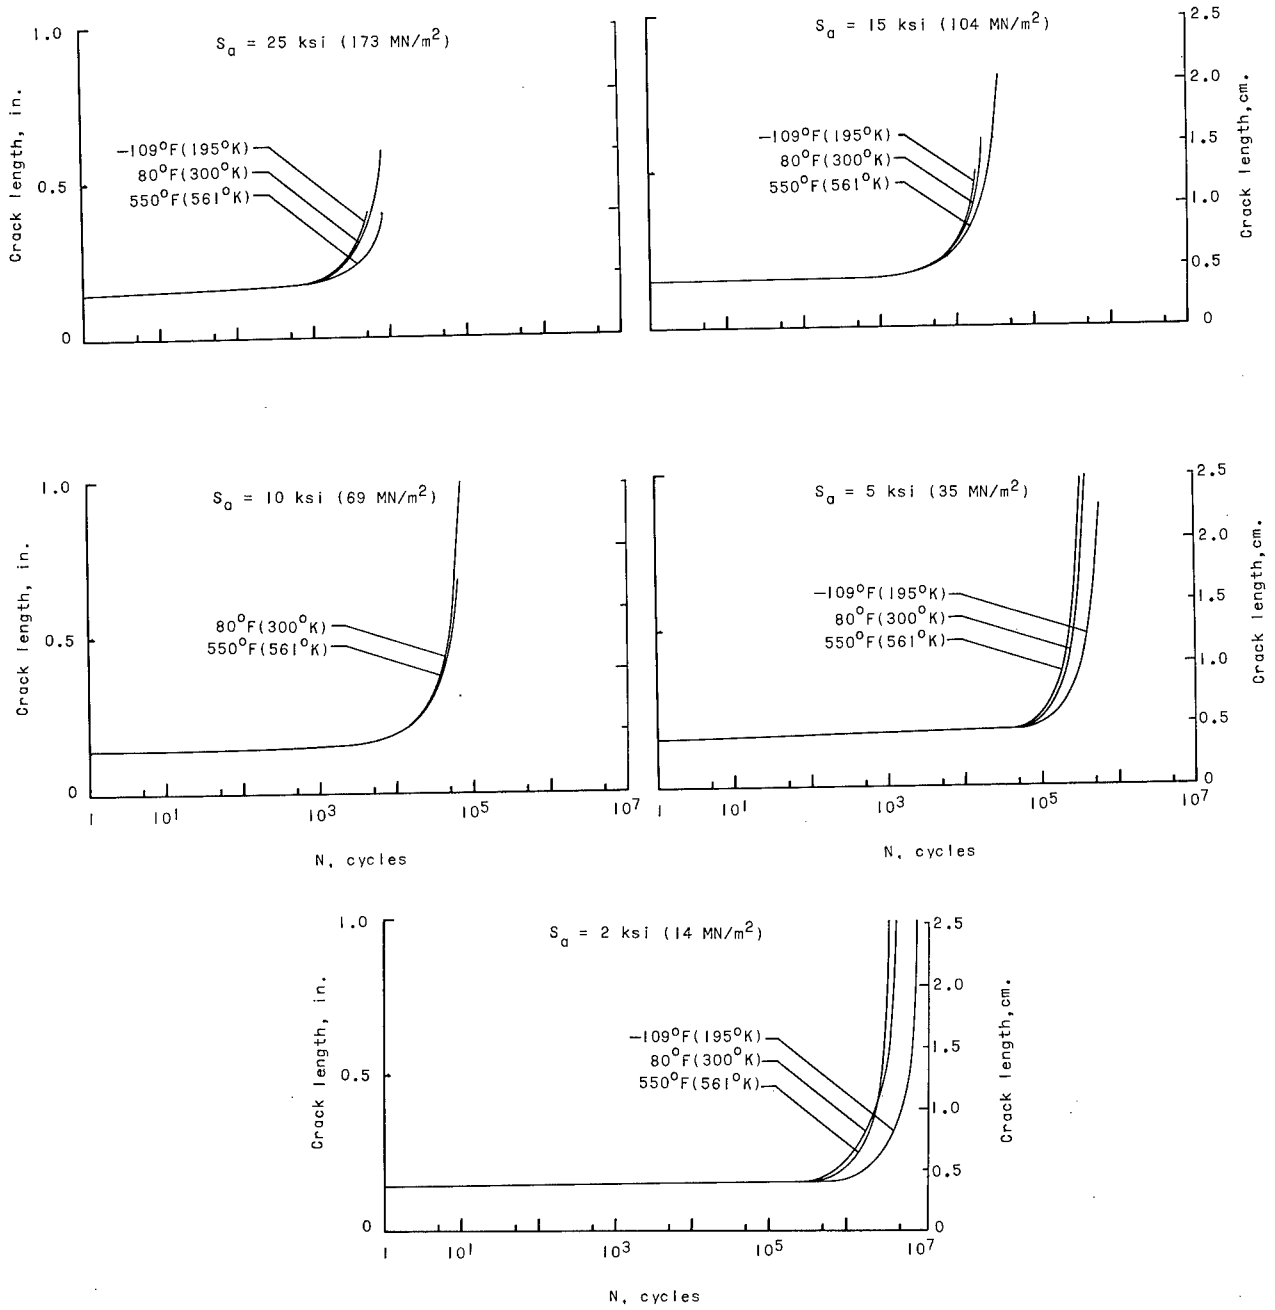 S_a = 25 ksi (173 MN/m²)
1.0
0.5
0
Crack length, in.
−109°F(195°K)
80°F(300°K)
550°F(561°K)
S_a = 15 ksi (104 MN/m²)
−109°F(195°K)
80°F(300°K)
550°F(561°K)
2.5
2.0
1.5
1.0
0.5
0
Crack length,cm.
S_a = 10 ksi (69 MN/m²)
1.0
0.5
0
Crack length, in.
80°F(300°K)
550°F(561°K)
1 10¹ 10³ 10⁵ 10⁷
N, cycles
S_a = 5 ksi (35 MN/m²)
−109°F(195°K)
80°F(300°K)
550°F(561°K)
2.5
2.0
1.5
1.0
0.5
0
Crack length,cm.
1 10¹ 10³ 10⁵ 10⁷
N, cycles
S_a = 2 ksi (14 MN/m²)
1.0
0.5
0
Crack length, in.
−109°F(195°K)
80°F(300°K)
550°F(561°K)
2.5
2.0
1.5
1.0
0.5
0
Crack length,cm.
1 10¹ 10³ 10⁵ 10⁷
N, cycles